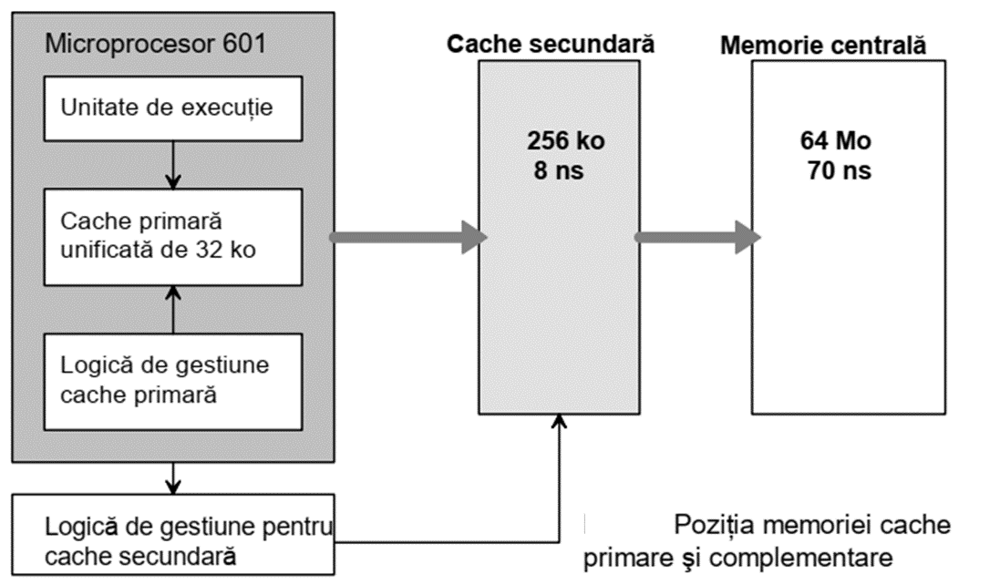 Microprocesor 601
Unitate de execuție
Cache primară
unificată de 32 ko
Logică de gestiune
cache primară
Logică de gestiune pentru
cache secundară
Cache secundară
256 ko
8 ns
Memorie centrală
64 Mo
70 ns
Poziția memoriei cache
primare şi complementare